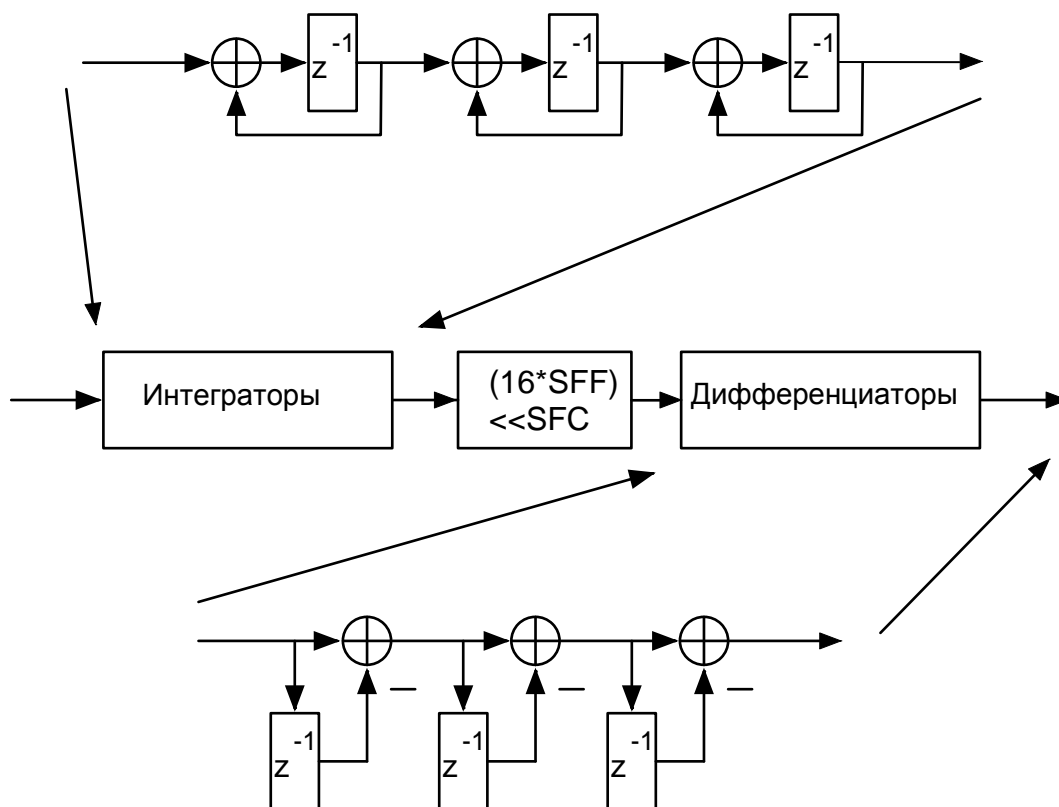 z⁻¹ z⁻¹ z⁻¹
Интеграторы
(16*SFF)
<<SFC
Дифференциаторы
z⁻¹ z⁻¹ z⁻¹